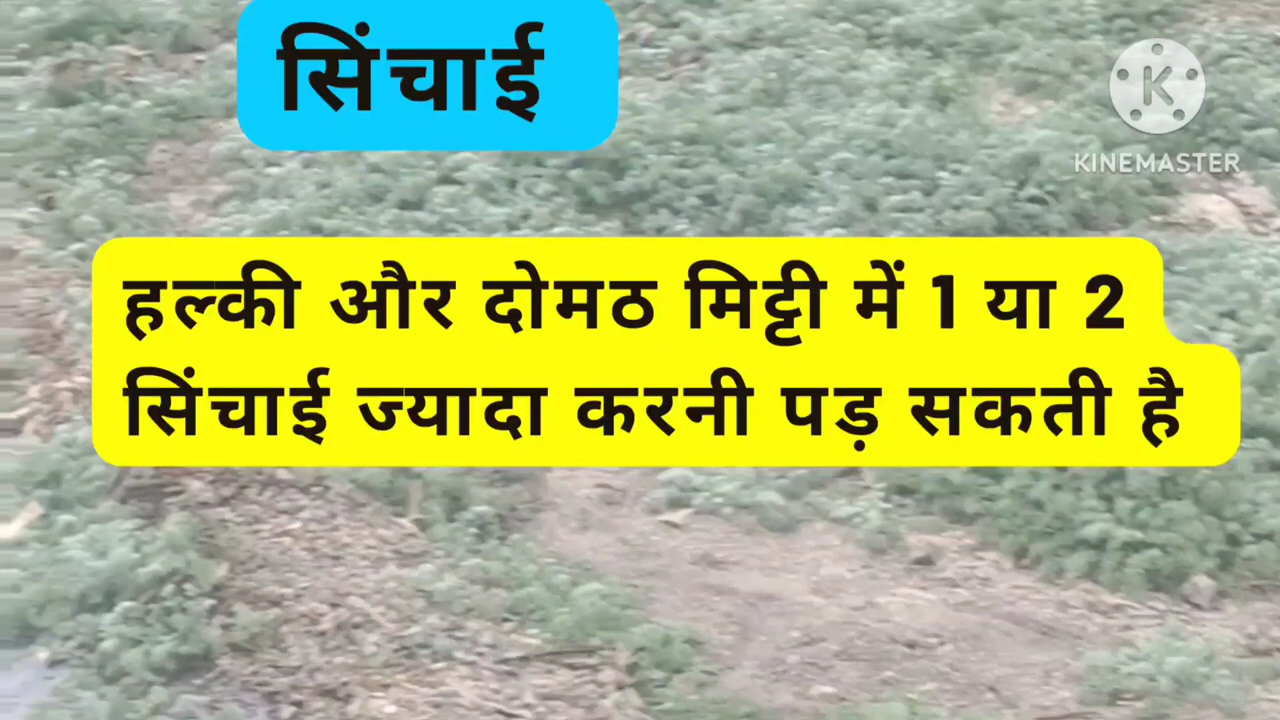 सिंचाई
KINEMASTER
हल्की और दोमठ मिट्टी में 1 या 2
सिंचाई ज्यादा करनी पड़ सकती है